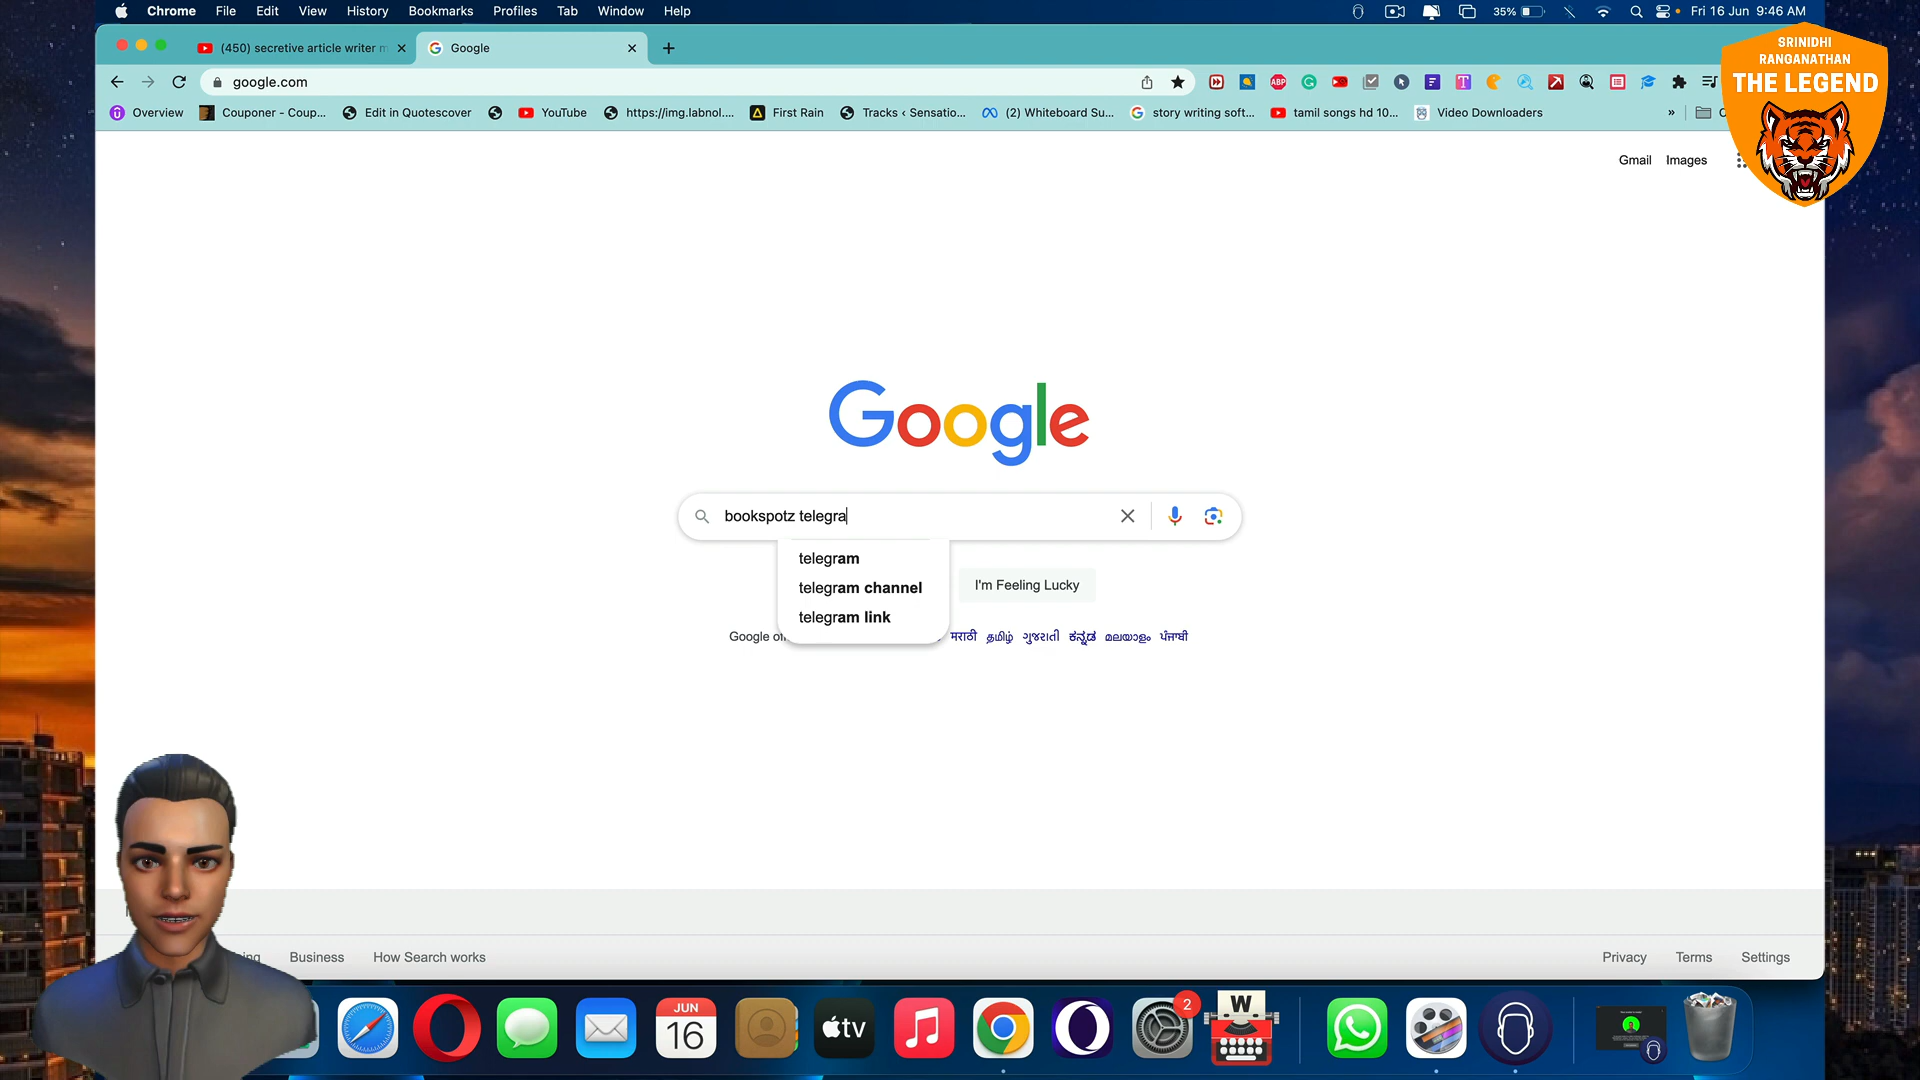 Chrome File Edit View History Bookmarks Profiles Tab Window Help 35% Fri 16 Jun 9:46 AM
(450) secretive article writer m Google
google.com
Overview Couponer - Coup... Edit in Quotescover YouTube https://img.labnol.... First Rain Tracks ‹ Sensatio... (2) Whiteboard Su... story writing soft... tamil songs hd 10... Video Downloaders »
SRINIDHI
RANGANATHAN
THE LEGEND
Gmail Images
Google
bookspotz telegra
telegram
telegram channel
telegram link
I'm Feeling Lucky
Google of मराठी தமிழ் ગુજરાતી ಕನ್ನಡ മലയാളം ਪੰਜਾਬੀ
Business How Search works Privacy Terms Settings
JUN
16
tv
2
W
ABP